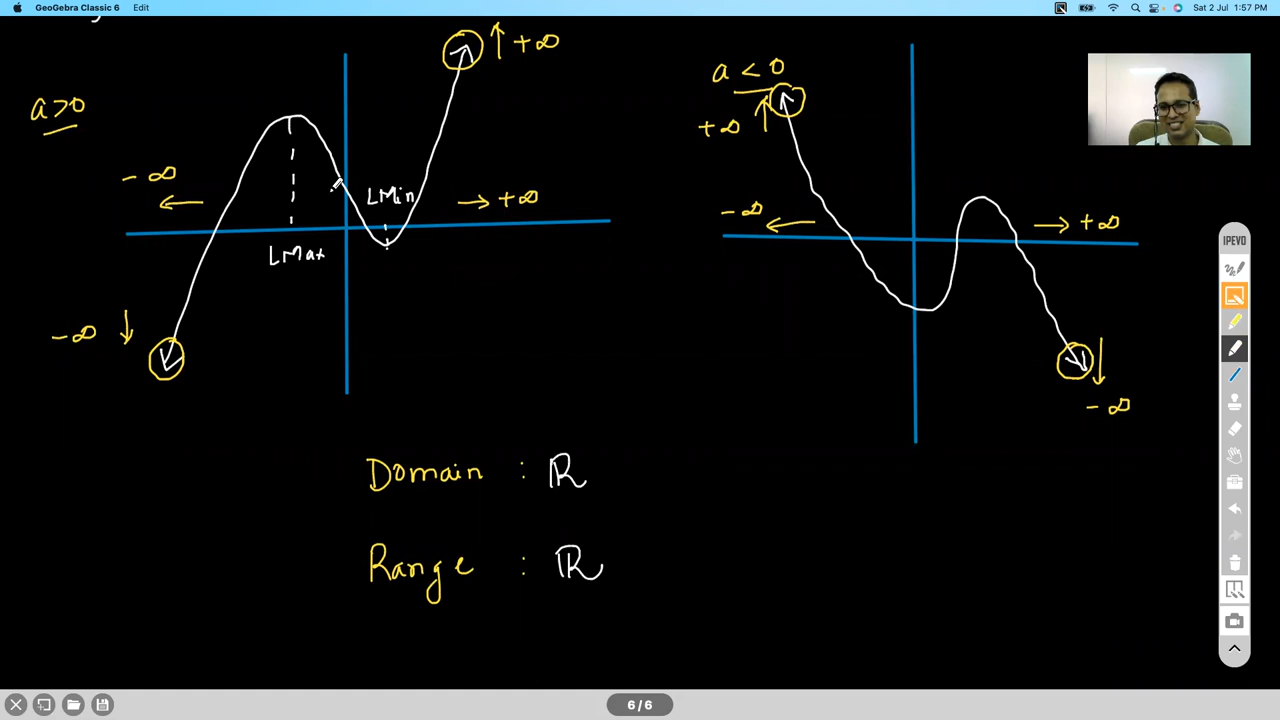 GeoGebra Classic 6 Edit Sat 2 Jul 1:57 PM
a > 0
- ∞
- ∞
↑ + ∞
→ + ∞
LMax
LMin
a < 0
+ ∞ ↑
- ∞
→ + ∞
- ∞
Domain : ℝ
Range : ℝ
IPEVO
6 / 6